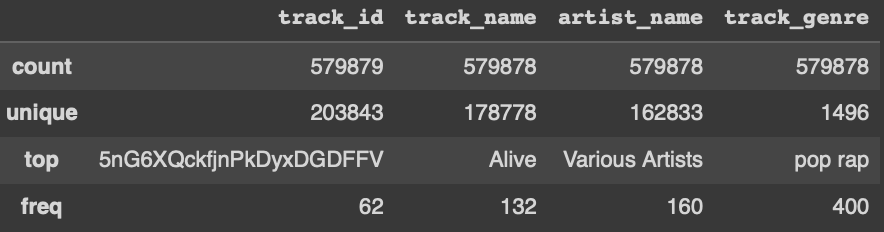 track_id track_name artist_name track_genre
count 579879 579878 579878 579878
unique 203843 178778 162833 1496
top 5nG6XQckfjnPkDyxDGDFFV Alive Various Artists pop rap
freq 62 132 160 400